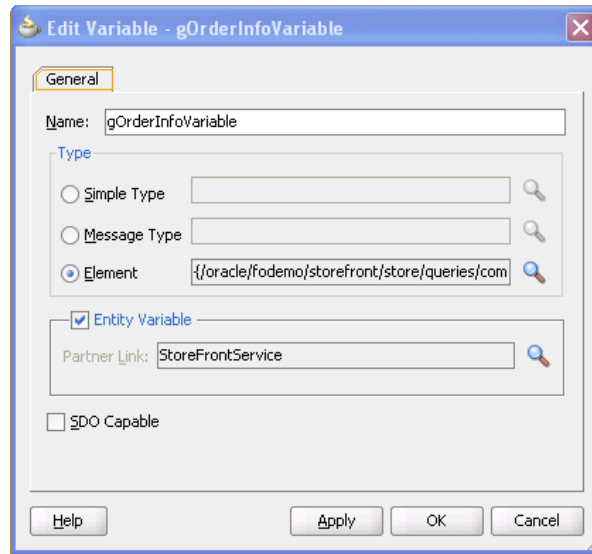 Edit Variable - gOrderInfoVariable
General
Name: gOrderInfoVariable
Type
Simple Type
Message Type
Element {/oracle/fodemo/storefront/store/queries/com
Entity Variable
Partner Link: StoreFrontService
SDO Capable
Help Apply OK Cancel